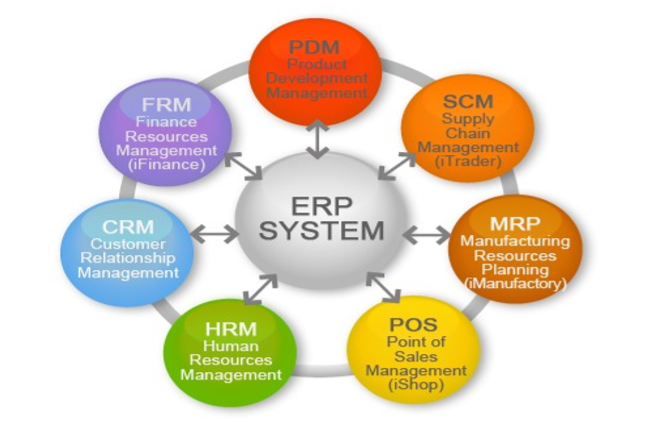 PDM
Product
Development
Management
SCM
Supply
Chain
Management
(iTrader)
MRP
Manufacturing
Resources
Planning
(iManufactory)
POS
Point of
Sales
Management
(iShop)
HRM
Human
Resources
Management
CRM
Customer
Relationship
Management
FRM
Finance
Resources
Management
(iFinance)
ERP
SYSTEM